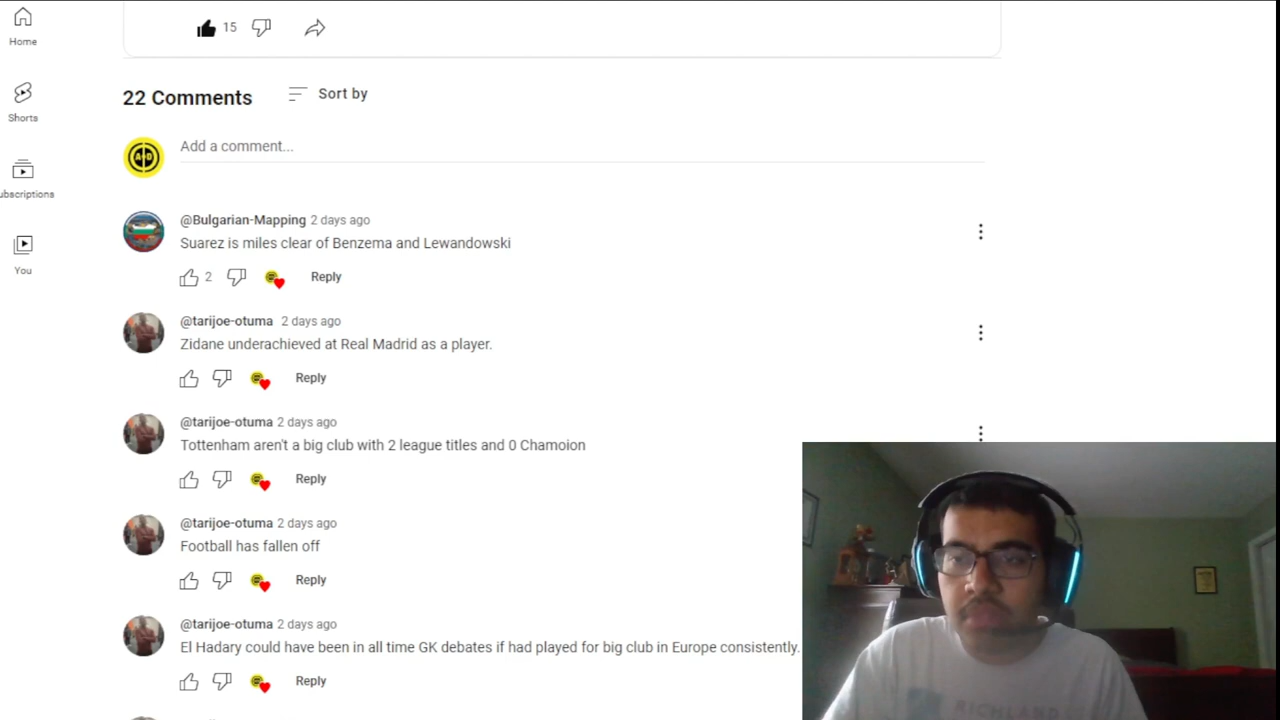 Home
15
Shorts
22 Comments
Sort by
Add a comment...
ubscriptions
@Bulgarian-Mapping 2 days ago
Suarez is miles clear of Benzema and Lewandowski
2
Reply
You
@tarijoe-otuma 2 days ago
Zidane underachieved at Real Madrid as a player.
Reply
@tarijoe-otuma 2 days ago
Tottenham aren't a big club with 2 league titles and 0 Chamoion
Reply
@tarijoe-otuma 2 days ago
Football has fallen off
Reply
@tarijoe-otuma 2 days ago
El Hadary could have been in all time GK debates if had played for big club in Europe consistently.
Reply
RICHLAND